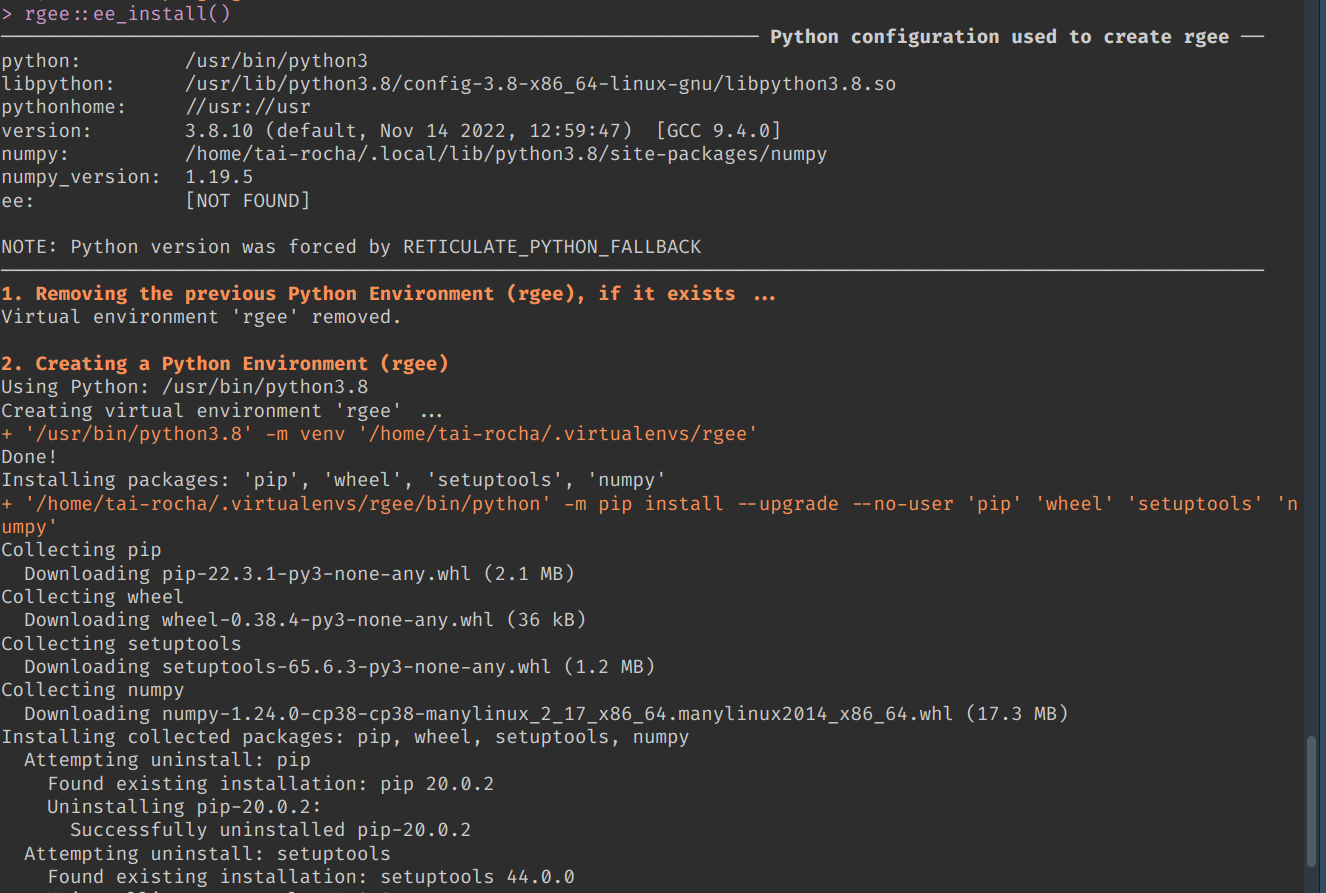 > rgee::ee_install()
Python configuration used to create rgee
python: /usr/bin/python3
libpython: /usr/lib/python3.8/config-3.8-x86_64-linux-gnu/libpython3.8.so
pythonhome: //usr://usr
version: 3.8.10 (default, Nov 14 2022, 12:59:47) [GCC 9.4.0]
numpy: /home/tai-rocha/.local/lib/python3.8/site-packages/numpy
numpy_version: 1.19.5
ee: [NOT FOUND]
NOTE: Python version was forced by RETICULATE_PYTHON_FALLBACK
1. Removing the previous Python Environment (rgee), if it exists ...
Virtual environment 'rgee' removed.
2. Creating a Python Environment (rgee)
Using Python: /usr/bin/python3.8
Creating virtual environment 'rgee' ...
+ '/usr/bin/python3.8' -m venv '/home/tai-rocha/.virtualenvs/rgee'
Done!
Installing packages: 'pip', 'wheel', 'setuptools', 'numpy'
+ '/home/tai-rocha/.virtualenvs/rgee/bin/python' -m pip install --upgrade --no-user 'pip' 'wheel' 'setuptools' 'n
umpy'
Collecting pip
Downloading pip-22.3.1-py3-none-any.whl (2.1 MB)
Collecting wheel
Downloading wheel-0.38.4-py3-none-any.whl (36 kB)
Collecting setuptools
Downloading setuptools-65.6.3-py3-none-any.whl (1.2 MB)
Collecting numpy
Downloading numpy-1.24.0-cp38-cp38-manylinux_2_17_x86_64.manylinux2014_x86_64.whl (17.3 MB)
Installing collected packages: pip, wheel, setuptools, numpy
Attempting uninstall: pip
Found existing installation: pip 20.0.2
Uninstalling pip-20.0.2:
Successfully uninstalled pip-20.0.2
Attempting uninstall: setuptools
Found existing installation: setuptools 44.0.0